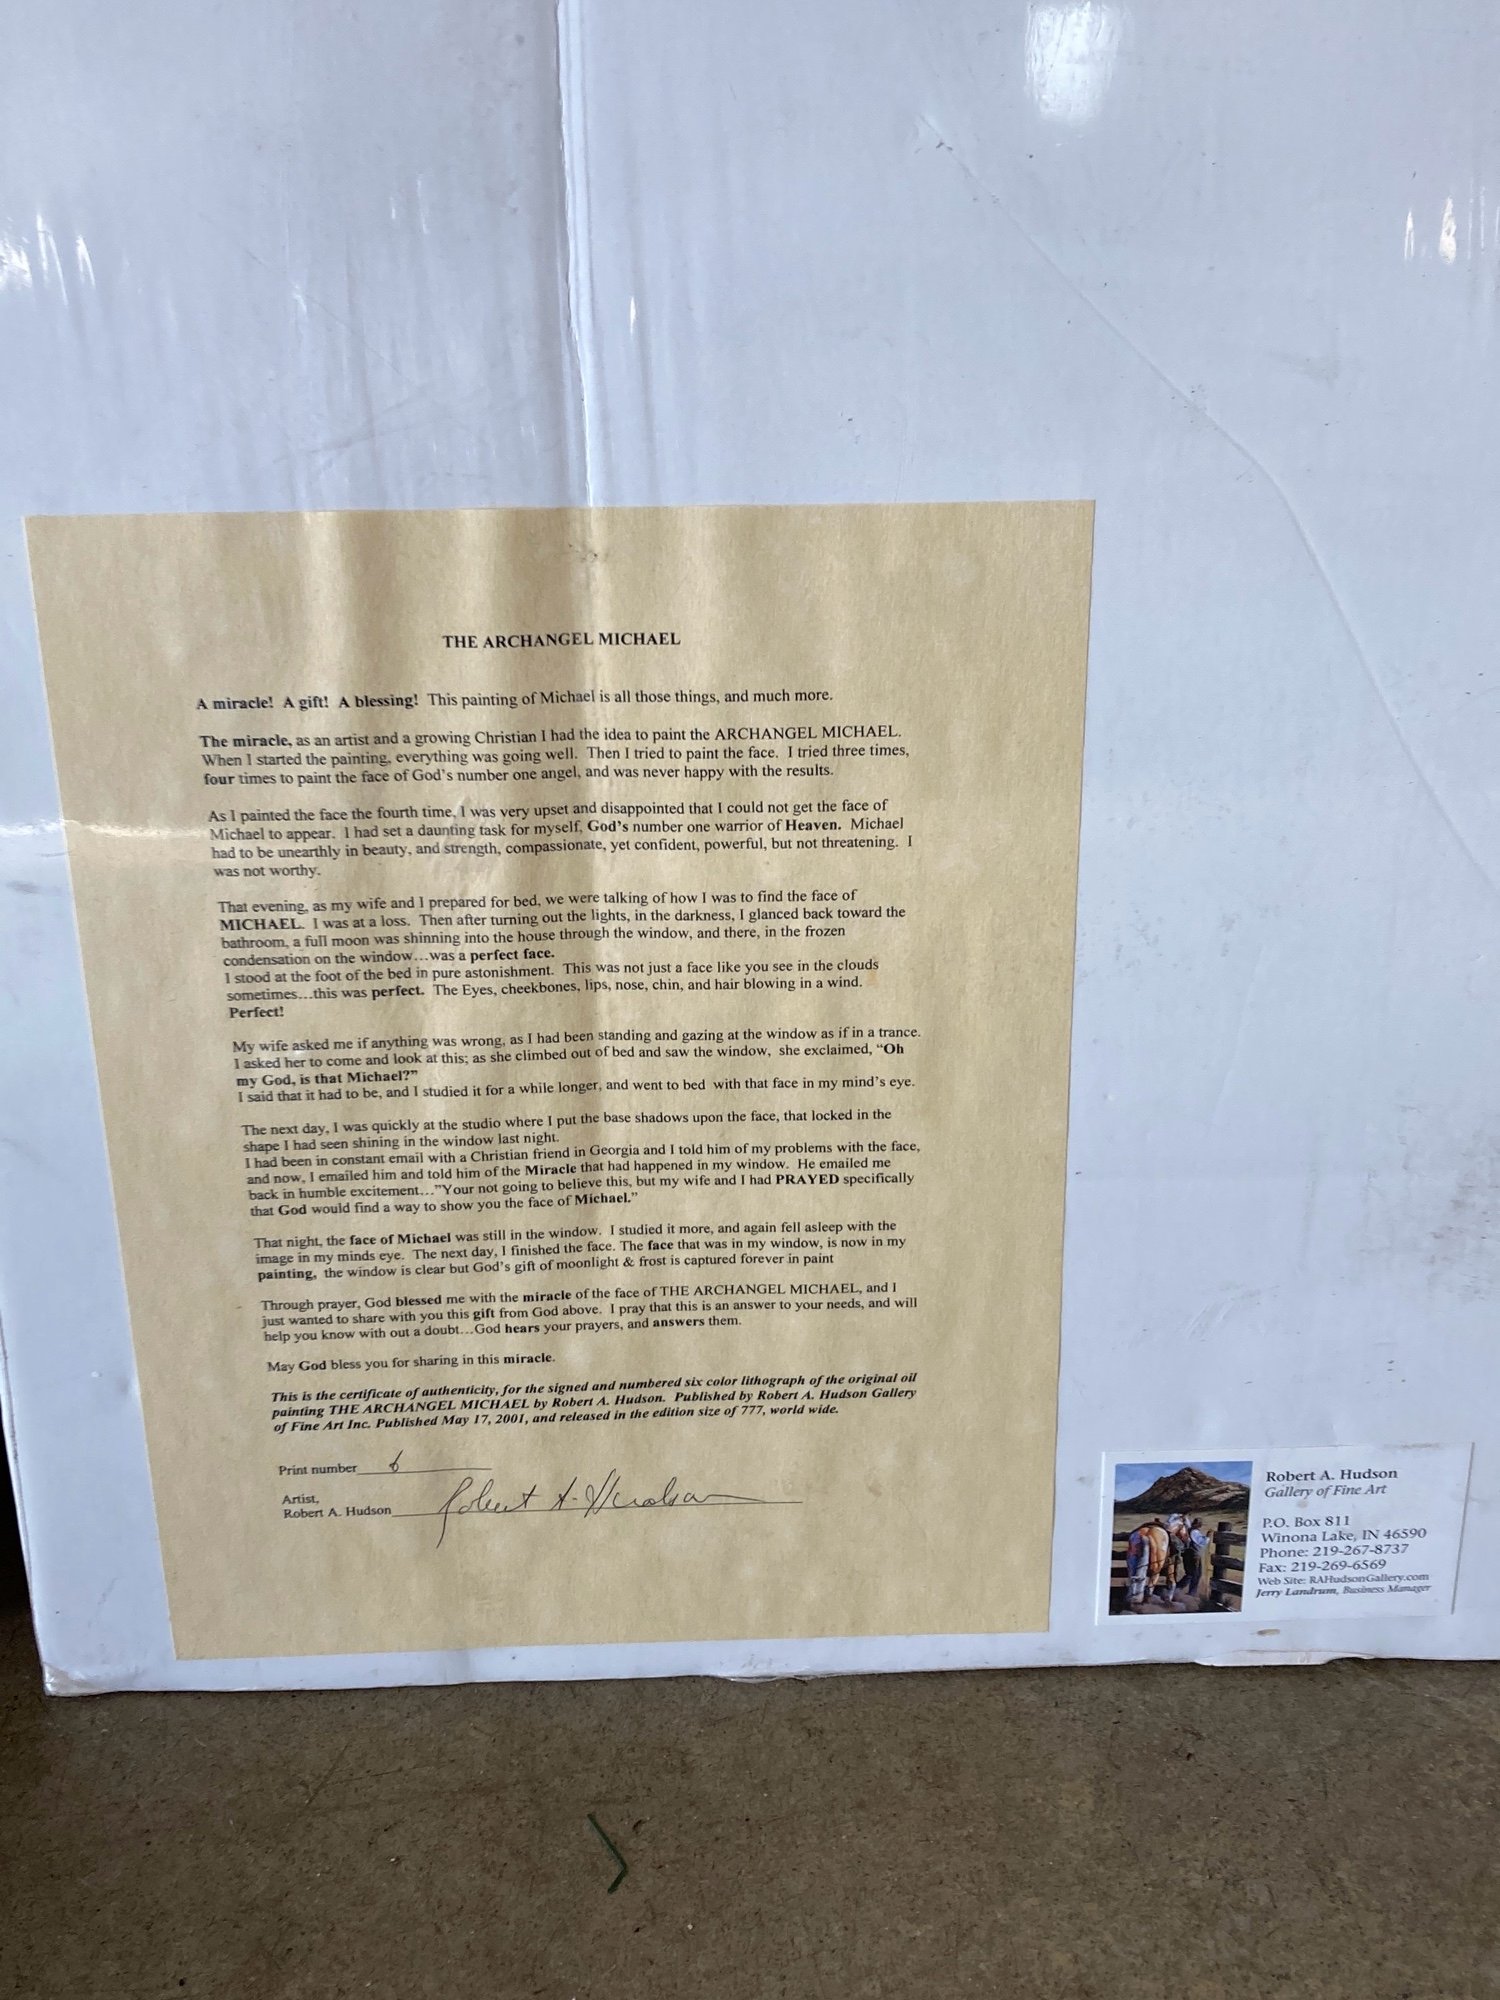 THE ARCHANGEL MICHAEL
A miracle! A gift! A blessing! This painting of Michael is all those things, and much more.
The miracle, as an artist and a growing Christian I had the idea to paint the ARCHANGEL MICHAEL.
When I started the painting, everything was going well. Then I tried to paint the face. I tried three times,
four times to paint the face of God's number one angel, and was never happy with the results.
As I painted the face the fourth time, I was very upset and disappointed that I could not get the face of
Michael to appear. I had set a daunting task for myself, God's number one warrior of Heaven. Michael
had to be unearthly in beauty, and strength, compassionate, yet confident, powerful, but not threatening. I
was not worthy.
That evening, as my wife and I prepared for bed, we were talking of how I was to find the face of
MICHAEL. I was at a loss. Then after turning out the lights, in the darkness, I glanced back toward the
bathroom, a full moon was shinning into the house through the window, and there, in the frozen
condensation on the window...was a perfect face.
I stood at the foot of the bed in pure astonishment. This was not just a face like you see in the clouds
sometimes...this was perfect. The Eyes, cheekbones, lips, nose, chin, and hair blowing in a wind.
Perfect!
My wife asked me if anything was wrong, as I had been standing and gazing at the window as if in a trance.
I asked her to come and look at this; as she climbed out of bed and saw the window, she exclaimed, "Oh
my God, is that Michael?"
I said that it had to be, and I studied it for a while longer, and went to bed with that face in my mind's eye.
The next day, I was quickly at the studio where I put the base shadows upon the face, that locked in the
shape I had seen shining in the window last night.
I had been in constant email with a Christian friend in Georgia and I told him of my problems with the face,
and now, I emailed him and told him of the Miracle that had happened in my window. He emailed me
back in humble excitement..."Your not going to believe this, but my wife and I had PRAYED specifically
that God would find a way to show you the face of Michael."
That night, the face of Michael was still in the window. I studied it more, and again fell asleep with the
image in my minds eye. The next day, I finished the face. The face that was in my window, is now in my
painting, the window is clear but God's gift of moonlight & frost is captured forever in paint
Through prayer, God blessed me with the miracle of the face of THE ARCHANGEL MICHAEL, and I
just wanted to share with you this gift from God above. I pray that this is an answer to your needs, and will
help you know with out a doubt...God hears your prayers, and answers them.
May God bless you for sharing in this miracle.
This is the certificate of authenticity, for the signed and numbered six color lithograph of the original oil
painting THE ARCHANGEL MICHAEL by Robert A. Hudson. Published by Robert A. Hudson Gallery
of Fine Art Inc. Published May 17, 2001, and released in the edition size of 777, world wide.
Print number 6
Artist,
Robert A. Hudson Robert A. Hudson
Robert A. Hudson
Gallery of Fine Art
P.O. Box 811
Winona Lake, IN 46590
Phone: 219-267-8737
Fax: 219-269-6569
Web Site: RAHudsonGallery.com
Jerry Landrum, Business Manager